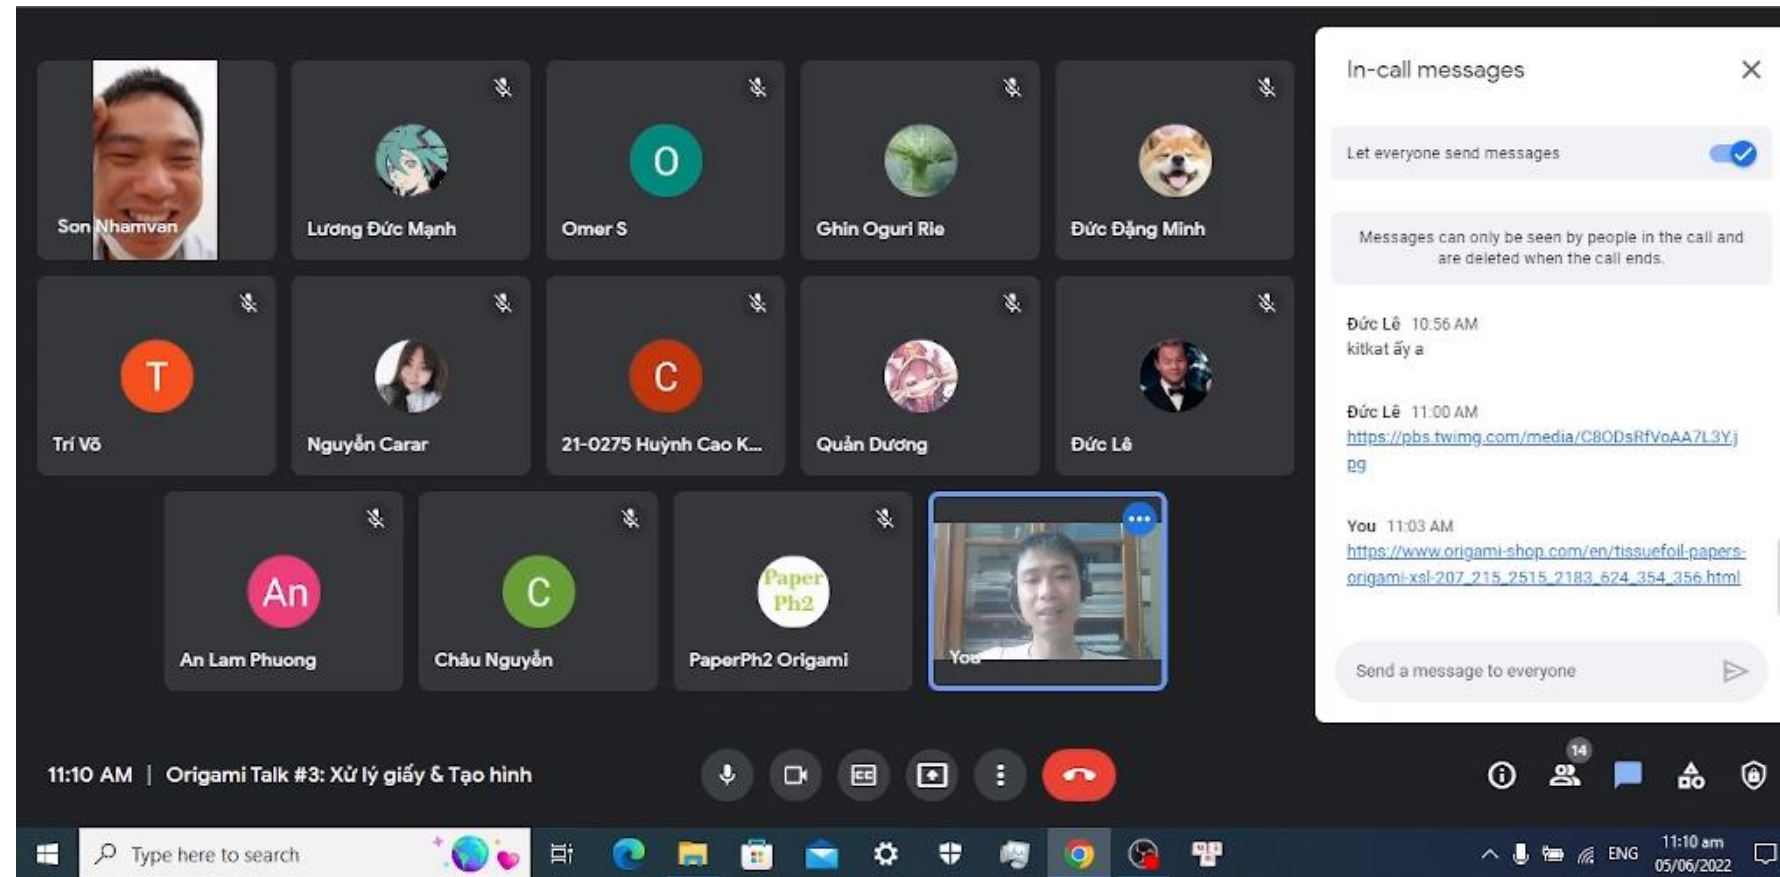 Son Nhamvan
Lương Đức Mạnh
O
Omer S
Ghin Oguri Rie
Đức Đặng Minh
T
Trí Võ
Nguyễn Carar
C
21-0275 Huỳnh Cao K...
Quản Dương
Đức Lê
An
An Lam Phuong
C
Châu Nguyễn
Paper
Ph2
PaperPh2 Origami
You
In-call messages
Let everyone send messages
Messages can only be seen by people in the call and
are deleted when the call ends.
Đức Lê 10:56 AM
kitkat ấy a
Đức Lê 11:00 AM
https://pbs.twimg.com/media/C8ODsRfVoAA7L3Y.j
pg
You 11:03 AM
https://www.origami-shop.com/en/tissuefoil-papers-
origami-xsl-207_215_2515_2183_624_354_356.html
Send a message to everyone
11:10 AM | Origami Talk #3: Xử lý giấy & Tạo hình
CC
14
Type here to search
ENG
11:10 am
05/06/2022